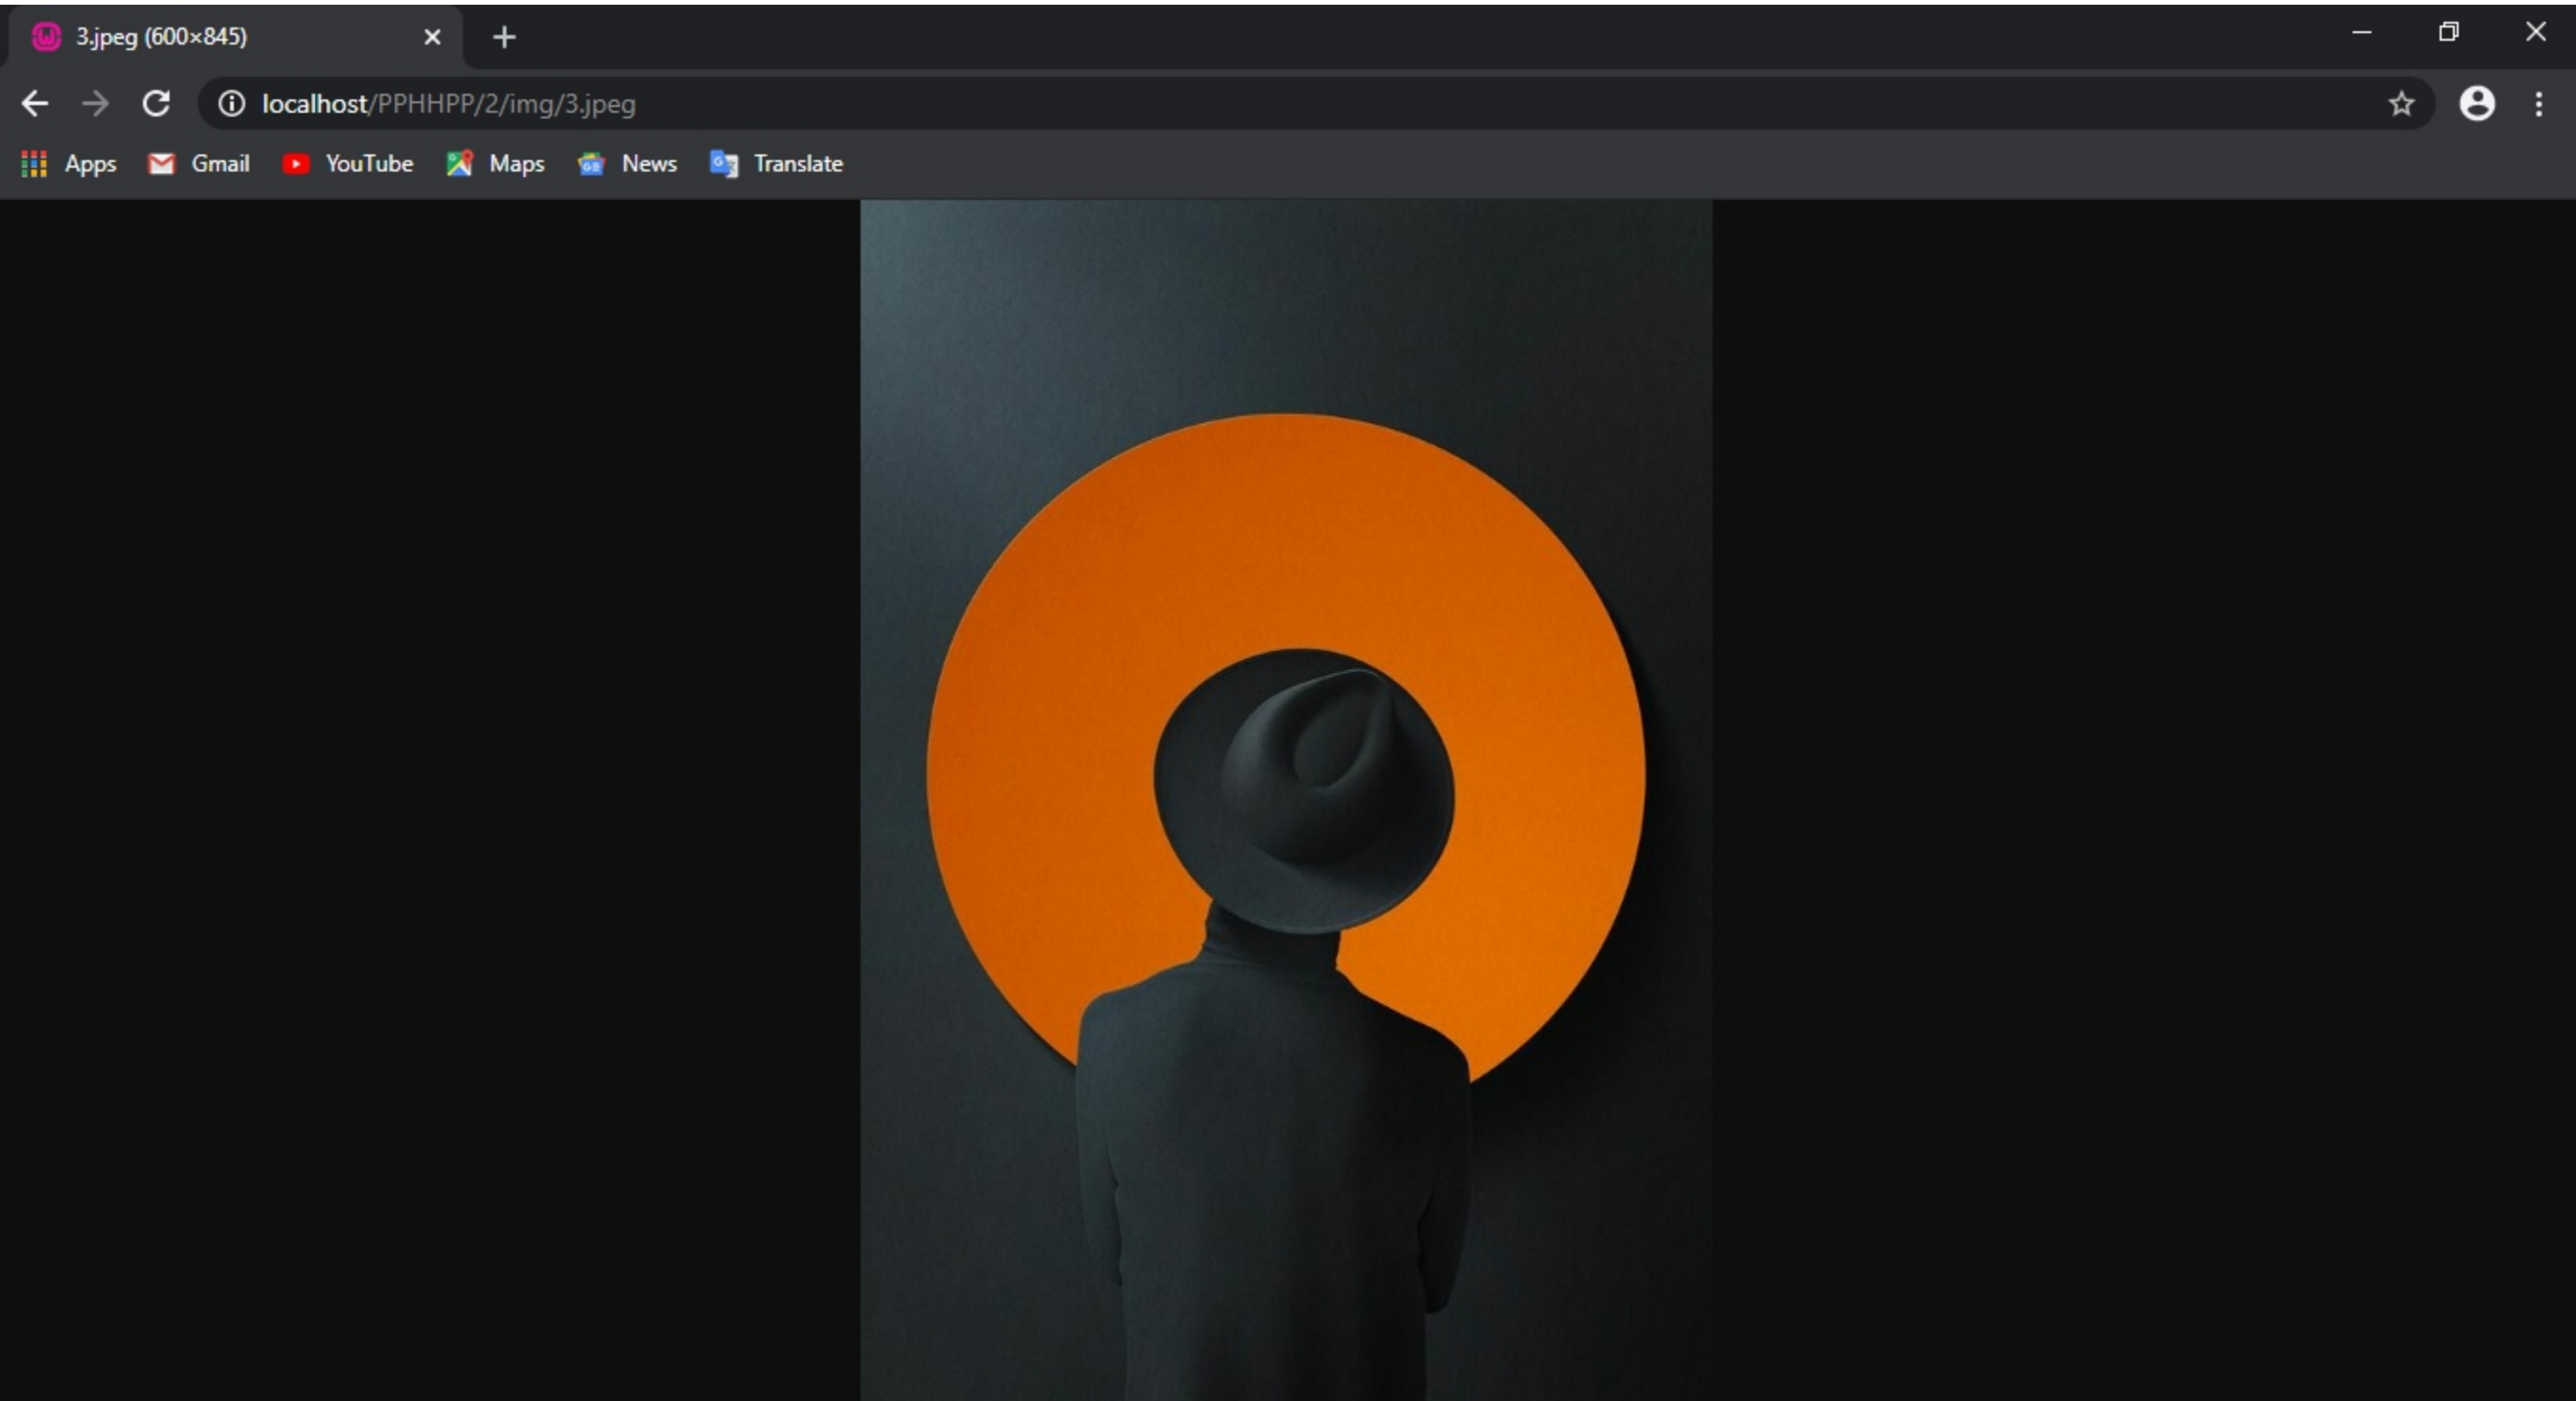 3.jpeg (600×845)
localhost/PPHHPP/2/img/3.jpeg
Apps Gmail YouTube Maps News Translate